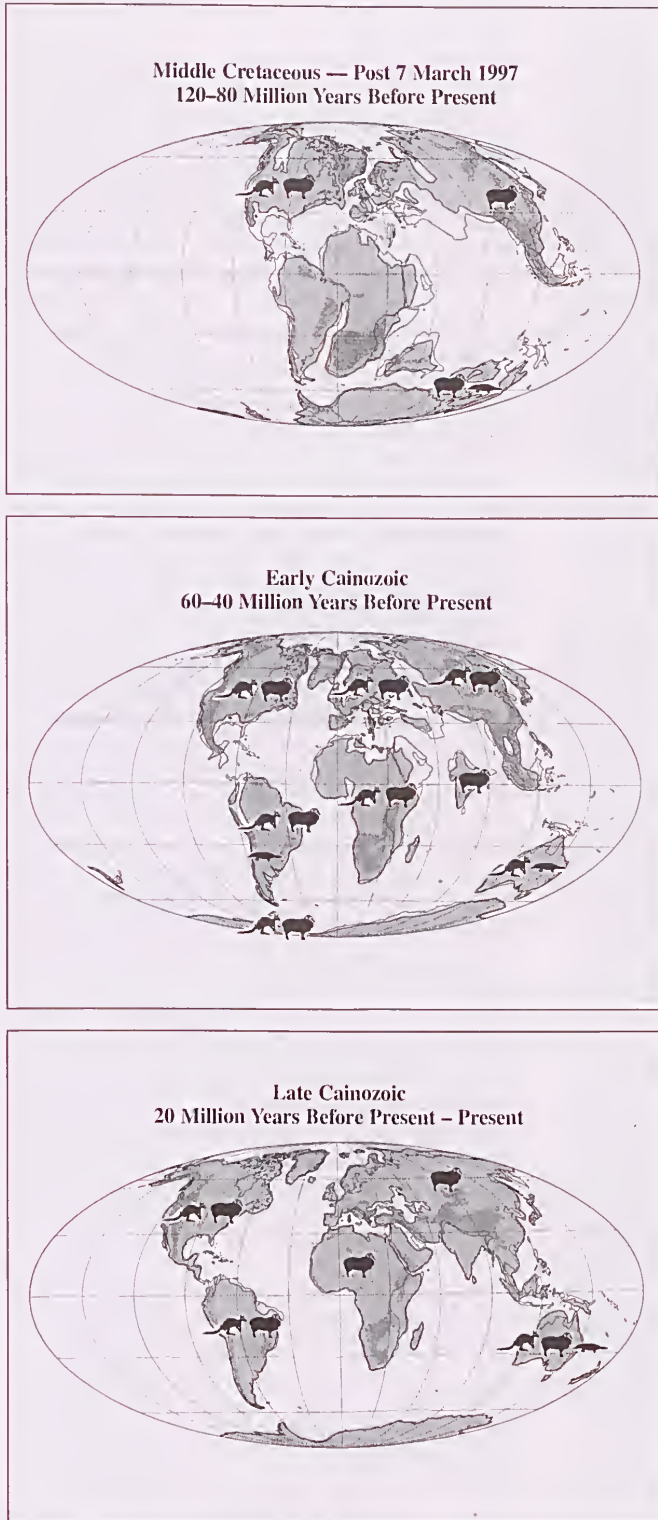 Middle Cretaceous — Post 7 March 1997
120–80 Million Years Before Present
Early Cainozoic
60–40 Million Years Before Present
Late Cainozoic
20 Million Years Before Present – Present